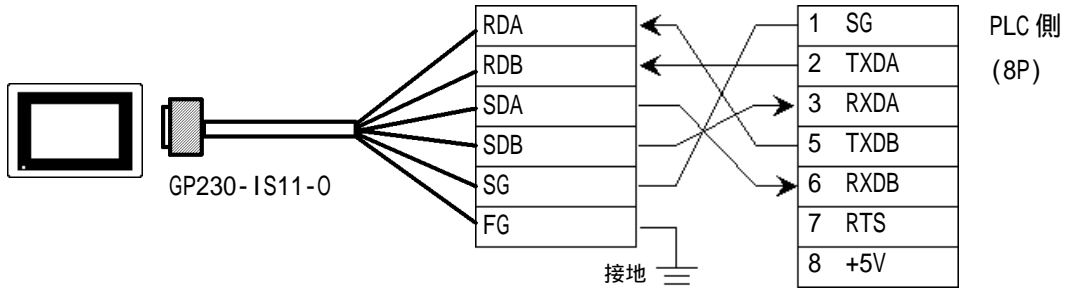 GP230-IS11-O
RDA
RDB
SDA
SDB
SG
FG
接地
1 SG
2 TXDA
3 RXDA
5 TXDB
6 RXDB
7 RTS
8 +5V
PLC 側
(8P)